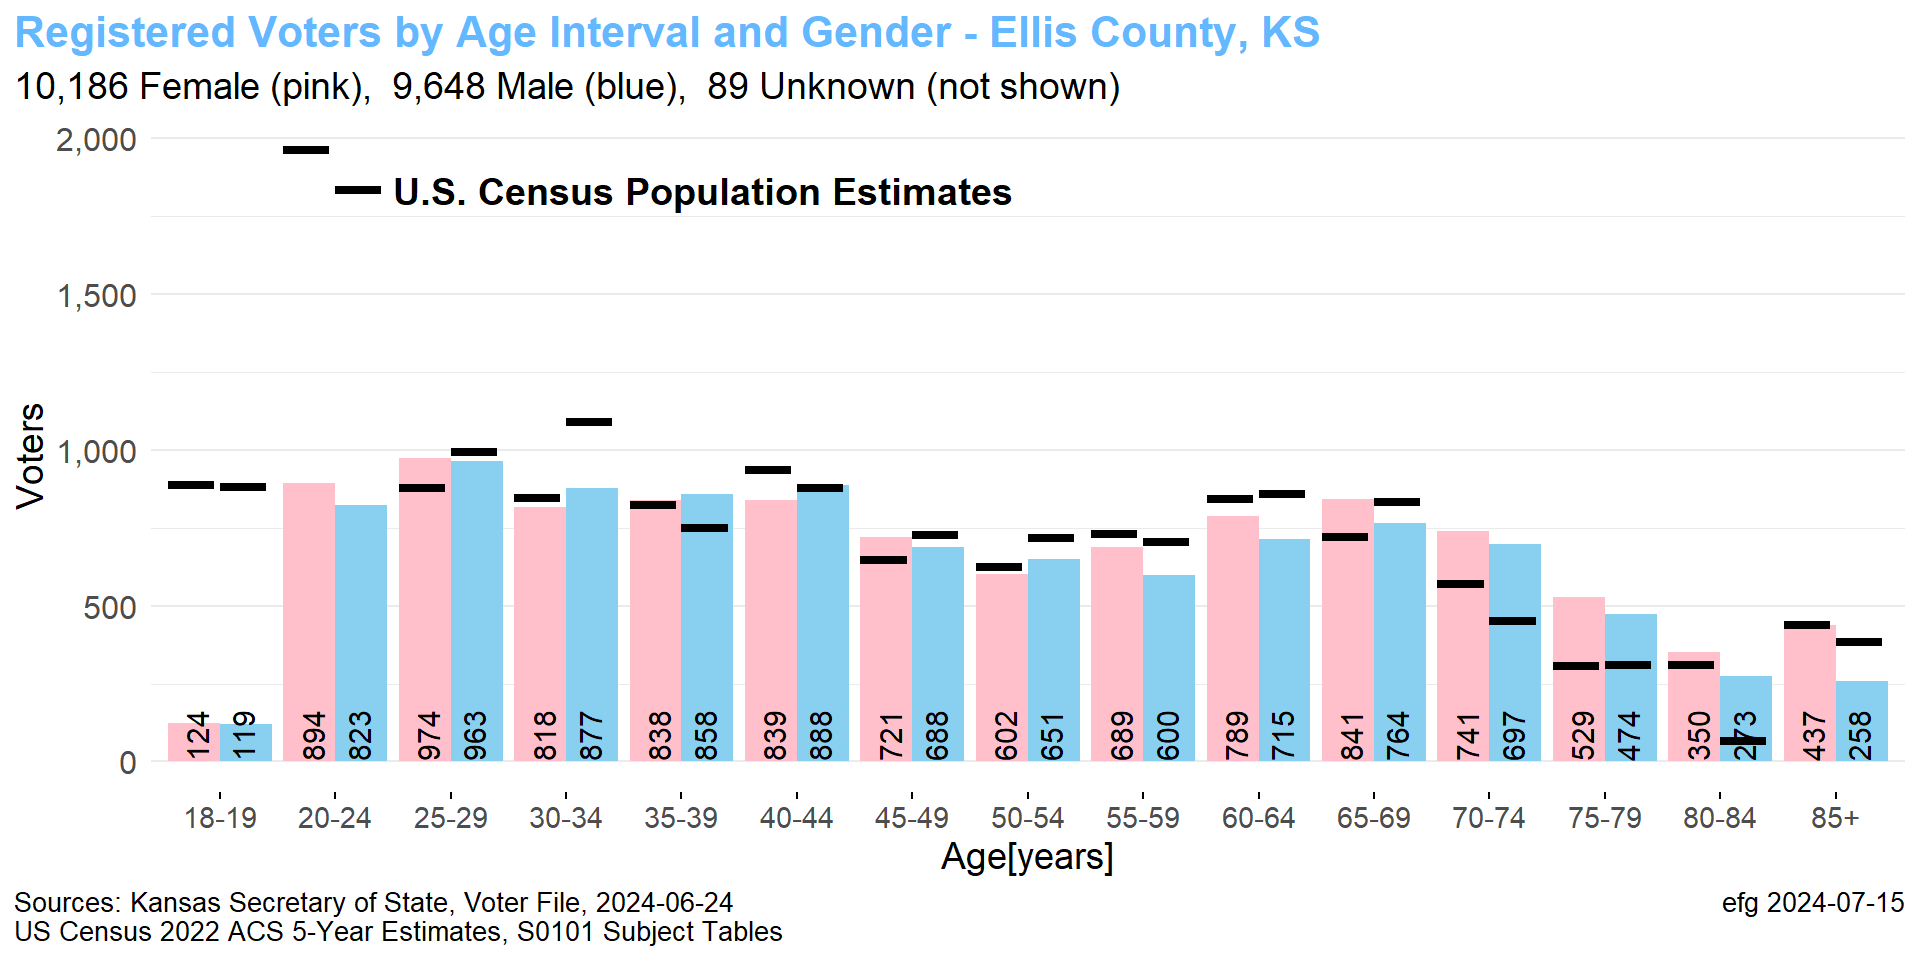 Registered Voters by Age Interval and Gender - Ellis County, KS
10,186 Female (pink),  9,648 Male (blue),  89 Unknown (not shown)
2,000
U.S. Census Population Estimates
1,500
1,000
500
0
Voters
124 119 894 823 974 963 818 877 838 858 839 888 721 688 602 651 689 600 789 715 841 764 741 697 529 474 350 273 437 258
18-19 20-24 25-29 30-34 35-39 40-44 45-49 50-54 55-59 60-64 65-69 70-74 75-79 80-84 85+
Age[years]
Sources: Kansas Secretary of State, Voter File, 2024-06-24
efg 2024-07-15
US Census 2022 ACS 5-Year Estimates, S0101 Subject Tables